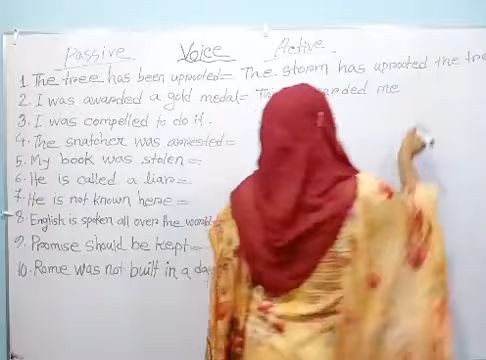 Passive Voice Active
1. The tree has been uprooted= The storm has uprooted the tree
2. I was awarded a gold medal= me
3. I was compelled to do it.
4. The snatcher was arrested=
5. My book was stolen=
6. He is called a liar=
7. He is not known here=
8. English is spoken all over the world
9. Promise should be kept=
10. Rome was not built in a day